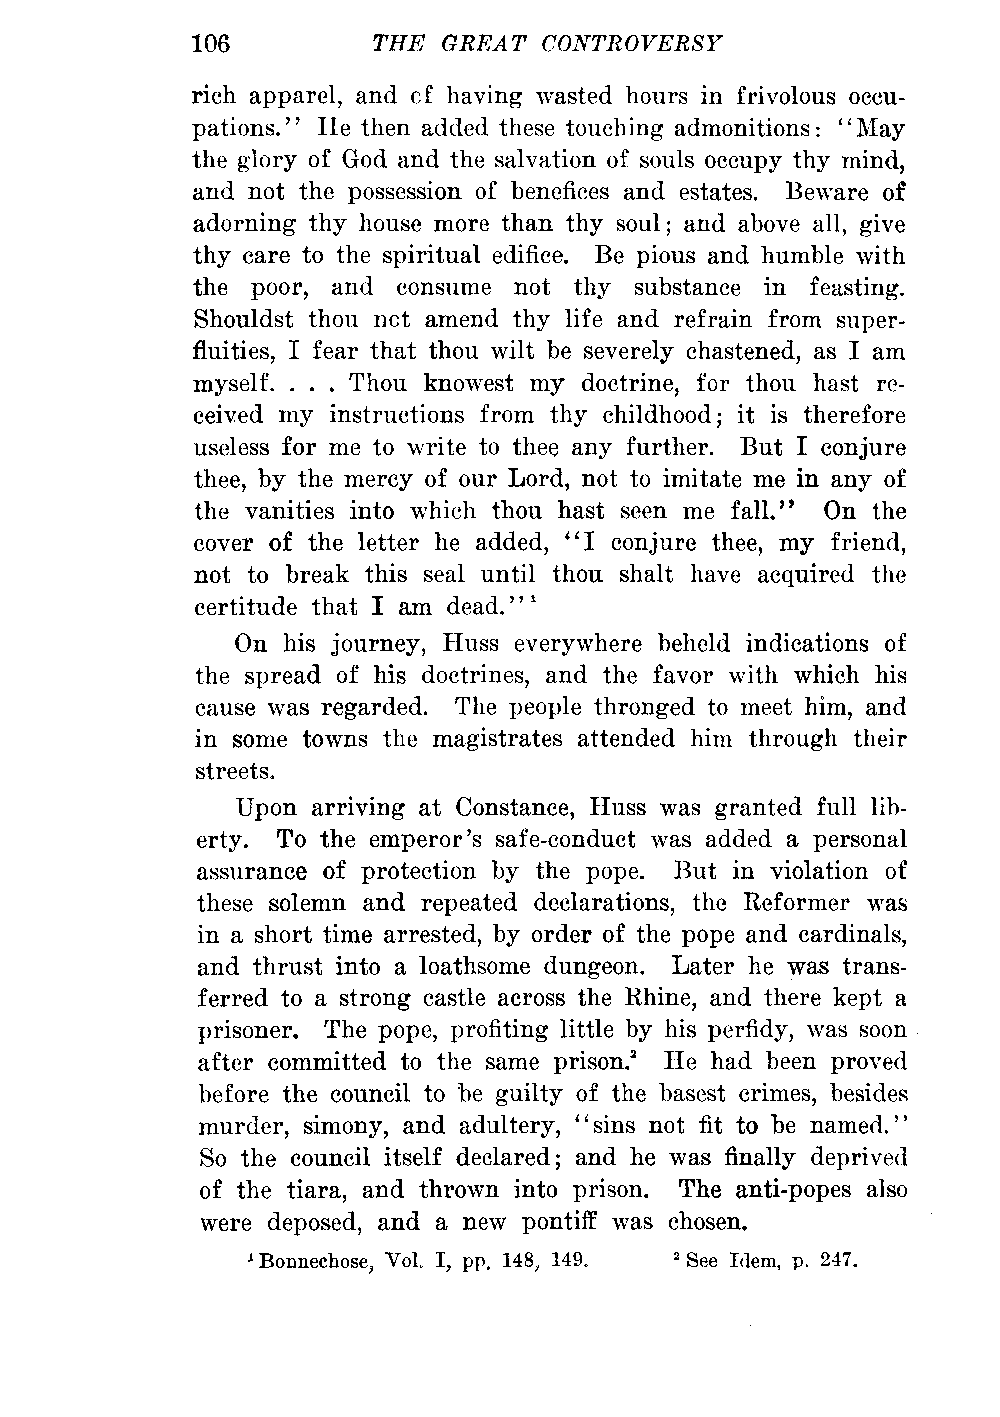 106 THE GREAT CONTROVERSY
rich apparel, and of having wasted hours in frivolous occu-
pations.'' He then added these touching admonitions: ''May
the glory of God and the salvation of souls occupy thy mind,
and not the possession of benefices and estates. Beware of
adorning thy house more than thy soul; and above all, give
thy care to the spiritual edifice. Be pious and humble with
the poor, and consume not thy substance in feasting.
Shouldst thou not amend thy life and refrain from super-
fluities, I fear that thou wilt be severely chastened, as I am
myself. . . . Thou knowest my doctrine, for thou hast re-
ceived my instructions from thy childhood; it is therefore
useless for me to write to thee any further. But I conjure
thee, by the mercy of our Lord, not to imitate me in any of
the vanities into which thou hast seen me fall.'' On the
cover of the letter he added, ''I conjure thee, my friend,
not to break this seal until thou shalt have acquired the
certitude that I am dead.''¹
On his journey, Huss everywhere beheld indications of
the spread of his doctrines, and the favor with which his
cause was regarded. The people thronged to meet him, and
in some towns the magistrates attended him through their
streets.
Upon arriving at Constance, Huss was granted full lib-
erty. To the emperor's safe-conduct was added a personal
assurance of protection by the pope. But in violation of
these solemn and repeated declarations, the Reformer was
in a short time arrested, by order of the pope and cardinals,
and thrust into a loathsome dungeon. Later he was trans-
ferred to a strong castle across the Rhine, and there kept a
prisoner. The pope, profiting little by his perfidy, was soon
after committed to the same prison.² He had been proved
before the council to be guilty of the basest crimes, besides
murder, simony, and adultery, ''sins not fit to be named.''
So the council itself declared; and he was finally deprived
of the tiara, and thrown into prison. The anti-popes also
were deposed, and a new pontiff was chosen.
¹ Bonnechose, Vol. I, pp. 148, 149. ² See Idem, p. 247.